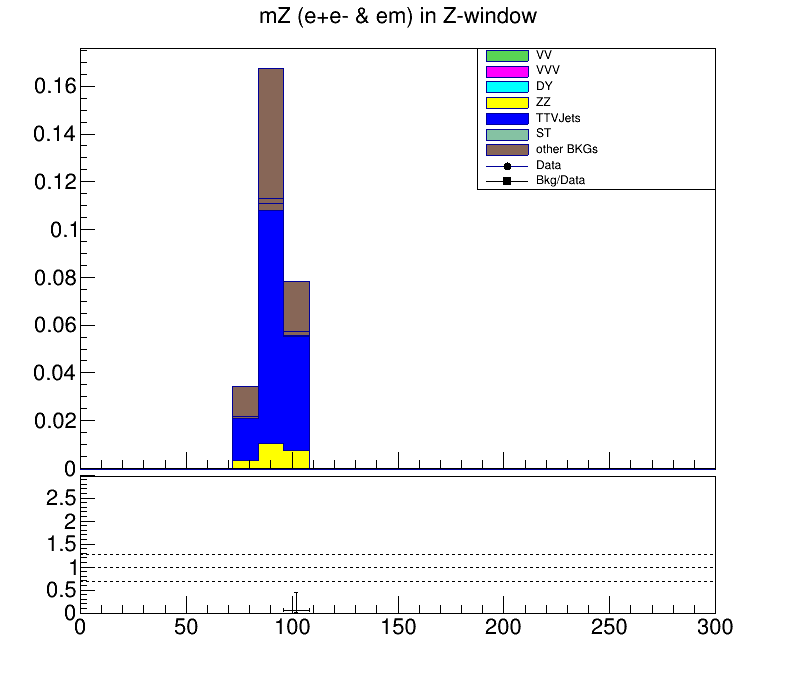 mZ (e+e- & em) in Z-window
VV
VVV
DY
ZZ
TTVJets
ST
other BKGs
Data
Bkg/Data
0.16
0.14
0.12
0.1
0.08
0.06
0.04
0.02
0
2.5
2
1.5
1
0.5
0
0 50 100 150 200 250 300